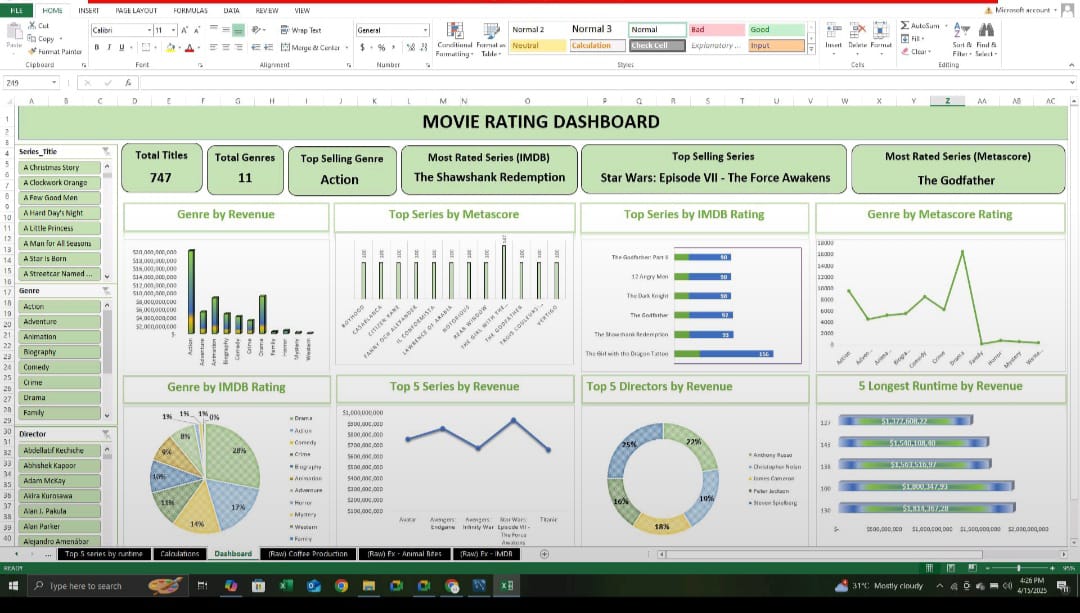 FILE HOME INSERT PAGE LAYOUT FORMULAS DATA REVIEW VIEW Microsoft account
Cut
Copy
Format Painter
Paste
Calibri 11
B I U
Wrap Text
Merge & Center
General
$ % ,
Conditional Formatting
Format as Table
Normal 2 Normal 3 Normal Bad Good
Neutral Calculation Check Cell Explanatory ... Input
Insert Delete Format
AutoSum
Fill
Clear
Sort & Filter
Find & Select
Clipboard Font Alignment Number Styles Cells Editing
Z49
fx
A B C D E F G H I J K L M N O P Q R S T U V W X Y Z AA AB AC
MOVIE RATING DASHBOARD
Series_Title
A Christmas Story
A Clockwork Orange
A Few Good Men
A Hard Day's Night
A Little Princess
A Man for All Seasons
A Star Is Born
A Streetcar Named ...
Genre
Action
Adventure
Animation
Biography
Comedy
Crime
Drama
Family
Director
Abdellatif Kechiche
Abhishek Kapoor
Adam McKay
Akira Kurosawa
Alan J. Pakula
Alan Parker
Alejandro Amenábar
Total Titles
747
Total Genres
11
Top Selling Genre
Action
Most Rated Series (IMDB)
The Shawshank Redemption
Top Selling Series
Star Wars: Episode VII - The Force Awakens
Most Rated Series (Metascore)
The Godfather
Genre by Revenue
$20,000,000,000
$18,000,000,000
$16,000,000,000
$14,000,000,000
$12,000,000,000
$10,000,000,000
$8,000,000,000
$6,000,000,000
$4,000,000,000
$2,000,000,000
Action Adventure Animation Biography Comedy Crime Drama Family Horror Mystery Western
Top Series by Metascore
100 100 100 100 100 100 100 100 100 100 100
BOYHOOD
CASABLANCA
CITIZEN KANE
FANNY OCH ALEXANDER
IL CONFORMISTA
LAWRENCE OF ARABIA
NOTORIOUS
REAR WINDOW
THE GIRL WITH THE...
THE GODFATHER
TROIS COULEURS:...
VERTIGO
Top Series by IMDB Rating
The Godfather: Part II 90
12 Angry Men 90
The Dark Knight 90
The Godfather 92
The Shawshank Redemption 93
The Girl with the Dragon Tattoo 156
Genre by Metascore Rating
18000
16000
14000
12000
10000
8000
6000
4000
2000
0
Action Adven... Anima... Biogra... Comedy Crime Drama Family Horror Mystery Weste...
Genre by IMDB Rating
28%
17%
14%
13%
10%
9%
8%
1%
1%
1%
0%
Drama
Action
Comedy
Crime
Biography
Animation
Adventure
Horror
Mystery
Western
Family
Top 5 Series by Revenue
$1,000,000,000
$900,000,000
$800,000,000
$700,000,000
$600,000,000
$500,000,000
$400,000,000
$300,000,000
$200,000,000
$100,000,000
Avatar
Avengers: Endgame
Avengers: Infinity War
Star Wars: Episode VII - The Force Awakens
Titanic
Top 5 Directors by Revenue
22%
19%
18%
16%
25%
Anthony Russo
Christopher Nolan
James Cameron
Peter Jackson
Steven Spielberg
5 Longest Runtime by Revenue
127 $1,377,608.22
143 $1,540,108.40
138
100 $1,800,347.93
130 $1,814,367.28
$- $500,000,000 $1,000,000,000 $1,500,000,000 $2,000,000,000
Top 5 series by runtime Calculations Dashboard (Raw) Coffee Production (Raw) Ex - Animal Bites (Raw) Ex - IMDB
READY
95%
Type here to search
31°C Mostly cloudy
4:26 PM
4/15/2025